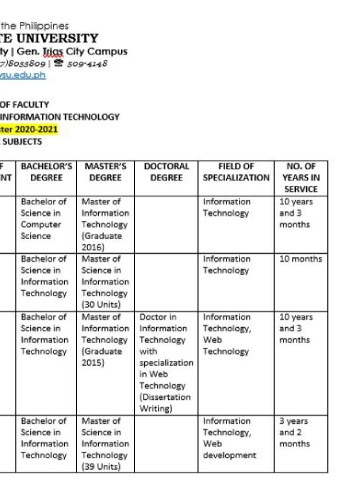 the Philippines
TE UNIVERSITY
ty | Gen. Trias City Campus
7)8033809 | ☎ 509-4148
vsu.edu.ph
OF FACULTY
INFORMATION TECHNOLOGY
ster 2020-2021
SUBJECTS
F
NT
BACHELOR'S
DEGREE
MASTER'S
DEGREE
DOCTORAL
DEGREE
FIELD OF
SPECIALIZATION
NO. OF
YEARS IN
SERVICE
Bachelor of
Science in
Computer
Science
Master of
Information
Technology
(Graduate
2016)
Information
Technology
10 years
and 3
months
Bachelor of
Science in
Information
Technology
Master of
Science in
Information
Technology
(30 Units)
Information
Technology
10 months
Bachelor of
Science in
Information
Technology
Master of
Information
Technology
(Graduate
2015)
Doctor in
Information
Technology
with
specialization
in Web
Technology
(Dissertation
Writing)
Information
Technology,
Web
Technology
10 years
and 3
months
Bachelor of
Science in
Information
Technology
Master of
Science in
Information
Technology
(39 Units)
Information
Technology,
Web
development
3 years
and 2
months